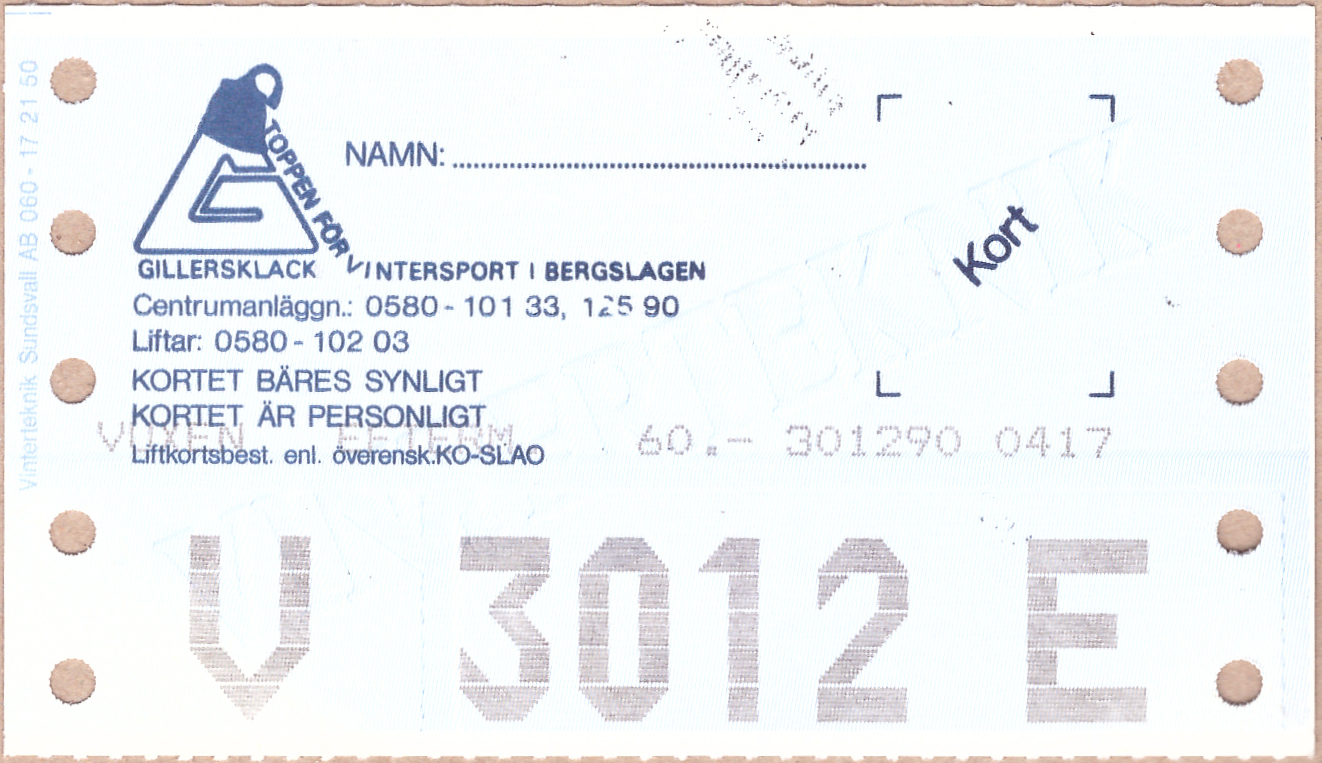 Vinterteknik Sundsvall AB 060-17 21 50
NAMN:
TOPPEN FÖR VINTERSPORT I BERGSLAGEN
GILLERSKLACK
Kort
Centrumanläggn.: 0580-101 33, 125 90
Liftar: 0580-102 03
KORTET BÄRES SYNLIGT
KORTET ÄR PERSONLIGT
VUXEN EFTERM 60.- 301290 0417
Liftkortsbest. enl. överensk.KO-SLAO
VINTERTEKNIK
V 3012 E